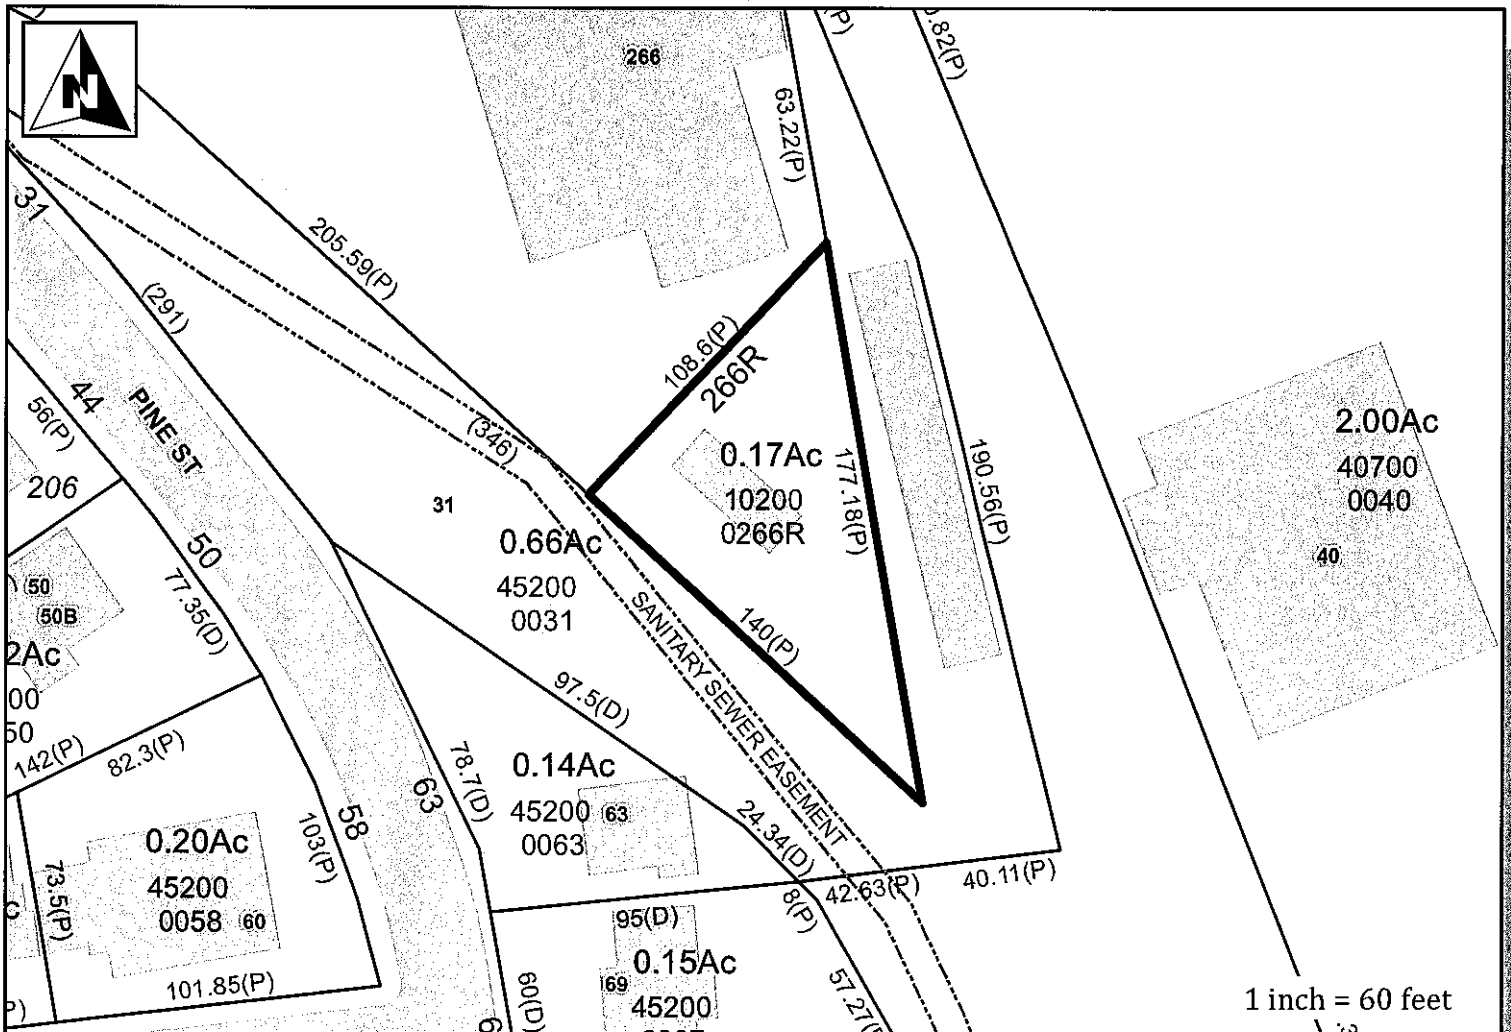 N
266
63.22(P)
31
205.59(P)
(291)
108.6(P)
266R
44
PINE ST
56(P)
(346)
0.17Ac
10200
0266R
177.18(P)
190.56(P)
2.00Ac
40700
0040
40
206
31
0.66Ac
45200
0031
50
50
50B
77.35(D)
SANITARY SEWER EASEMENT
140(P)
2Ac
00
50
97.5(D)
142(P)
82.3(P)
78.7(D)
63
0.14Ac
45200
0063
63
24.34(D)
58
103(P)
0.20Ac
45200
0058
60
73.5(P)
42.63(P)
40.11(P)
8(P)
95(D)
0.15Ac
45200
69
60(D)
101.85(P)
1 inch = 60 feet